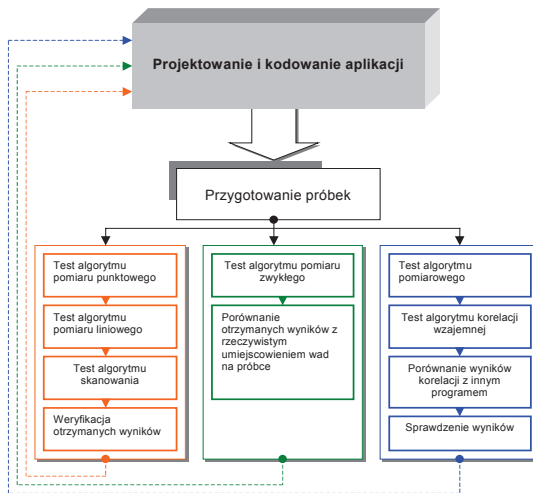 Projektowanie i kodowanie aplikacji
Przygotowanie próbek
Test algorytmu
pomiaru punktowego
Test algorytmu
pomiaru liniowego
Test algorytmu
skanowania
Weryfikacja
otrzymanych wyników
Test algorytmu pomiaru
zwykłego
Porównanie
otrzymanych wyników z
rzeczywistym
umiejscowieniem wad
na próbce
Test algorytmu
pomiarowego
Test algorytmu korelacji
wzajemnej
Porównanie wyników
korelacji z innym
programem
Sprawdzenie wyników